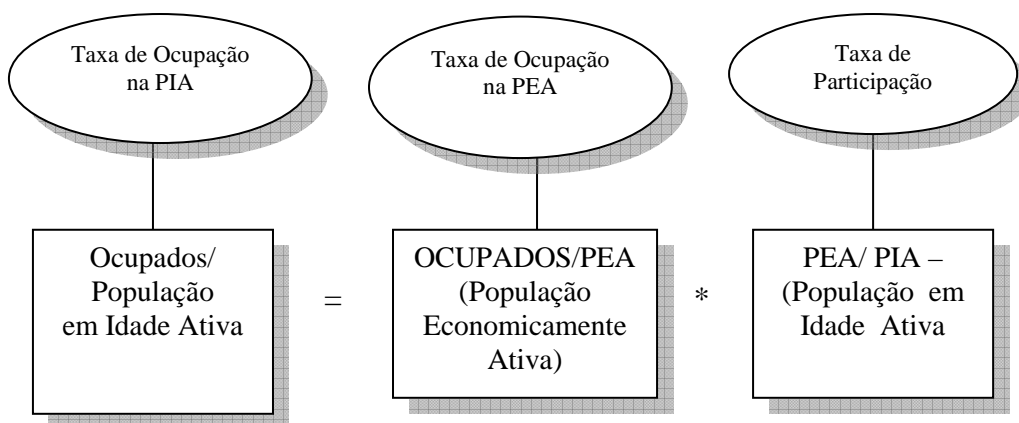 Taxa de Ocupação
na PIA
Taxa de Ocupação
na PEA
Taxa de
Participação
Ocupados/
População
em Idade Ativa
=
OCUPADOS/PEA
(População
Economicamente
Ativa)
*
PEA/ PIA –
(População em
Idade Ativa